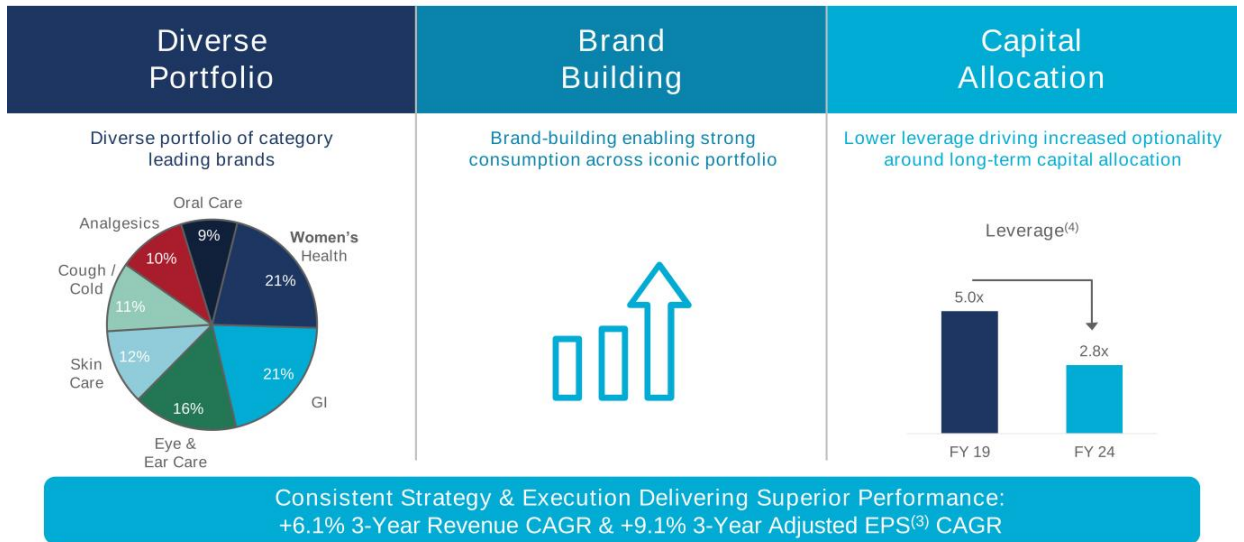 Diverse
Portfolio
Brand
Building
Capital
Allocation
Diverse portfolio of category
leading brands
Brand-building enabling strong
consumption across iconic portfolio
Lower leverage driving increased optionality
around long-term capital allocation
Oral Care
9%
Women's
Health
21%
GI
21%
Eye &
Ear Care
16%
Skin
Care
12%
Cough /
Cold
11%
Analgesics
10%
Leverage(4)
5.0x
2.8x
FY 19
FY 24
Consistent Strategy & Execution Delivering Superior Performance:
+6.1% 3-Year Revenue CAGR & +9.1% 3-Year Adjusted EPS(3) CAGR